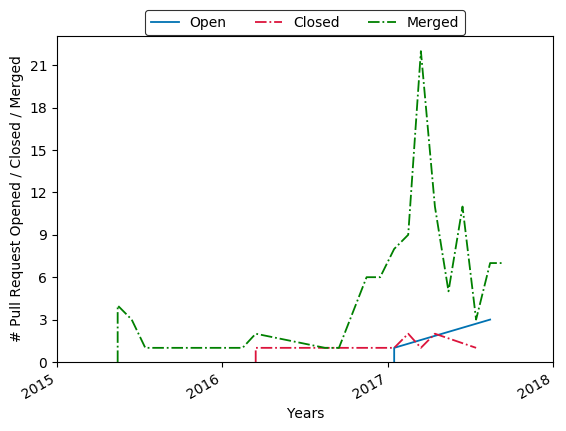 Open Closed Merged
# Pull Request Opened / Closed / Merged
21
18
15
12
9
6
3
0
2015 2016 2017 2018
Years